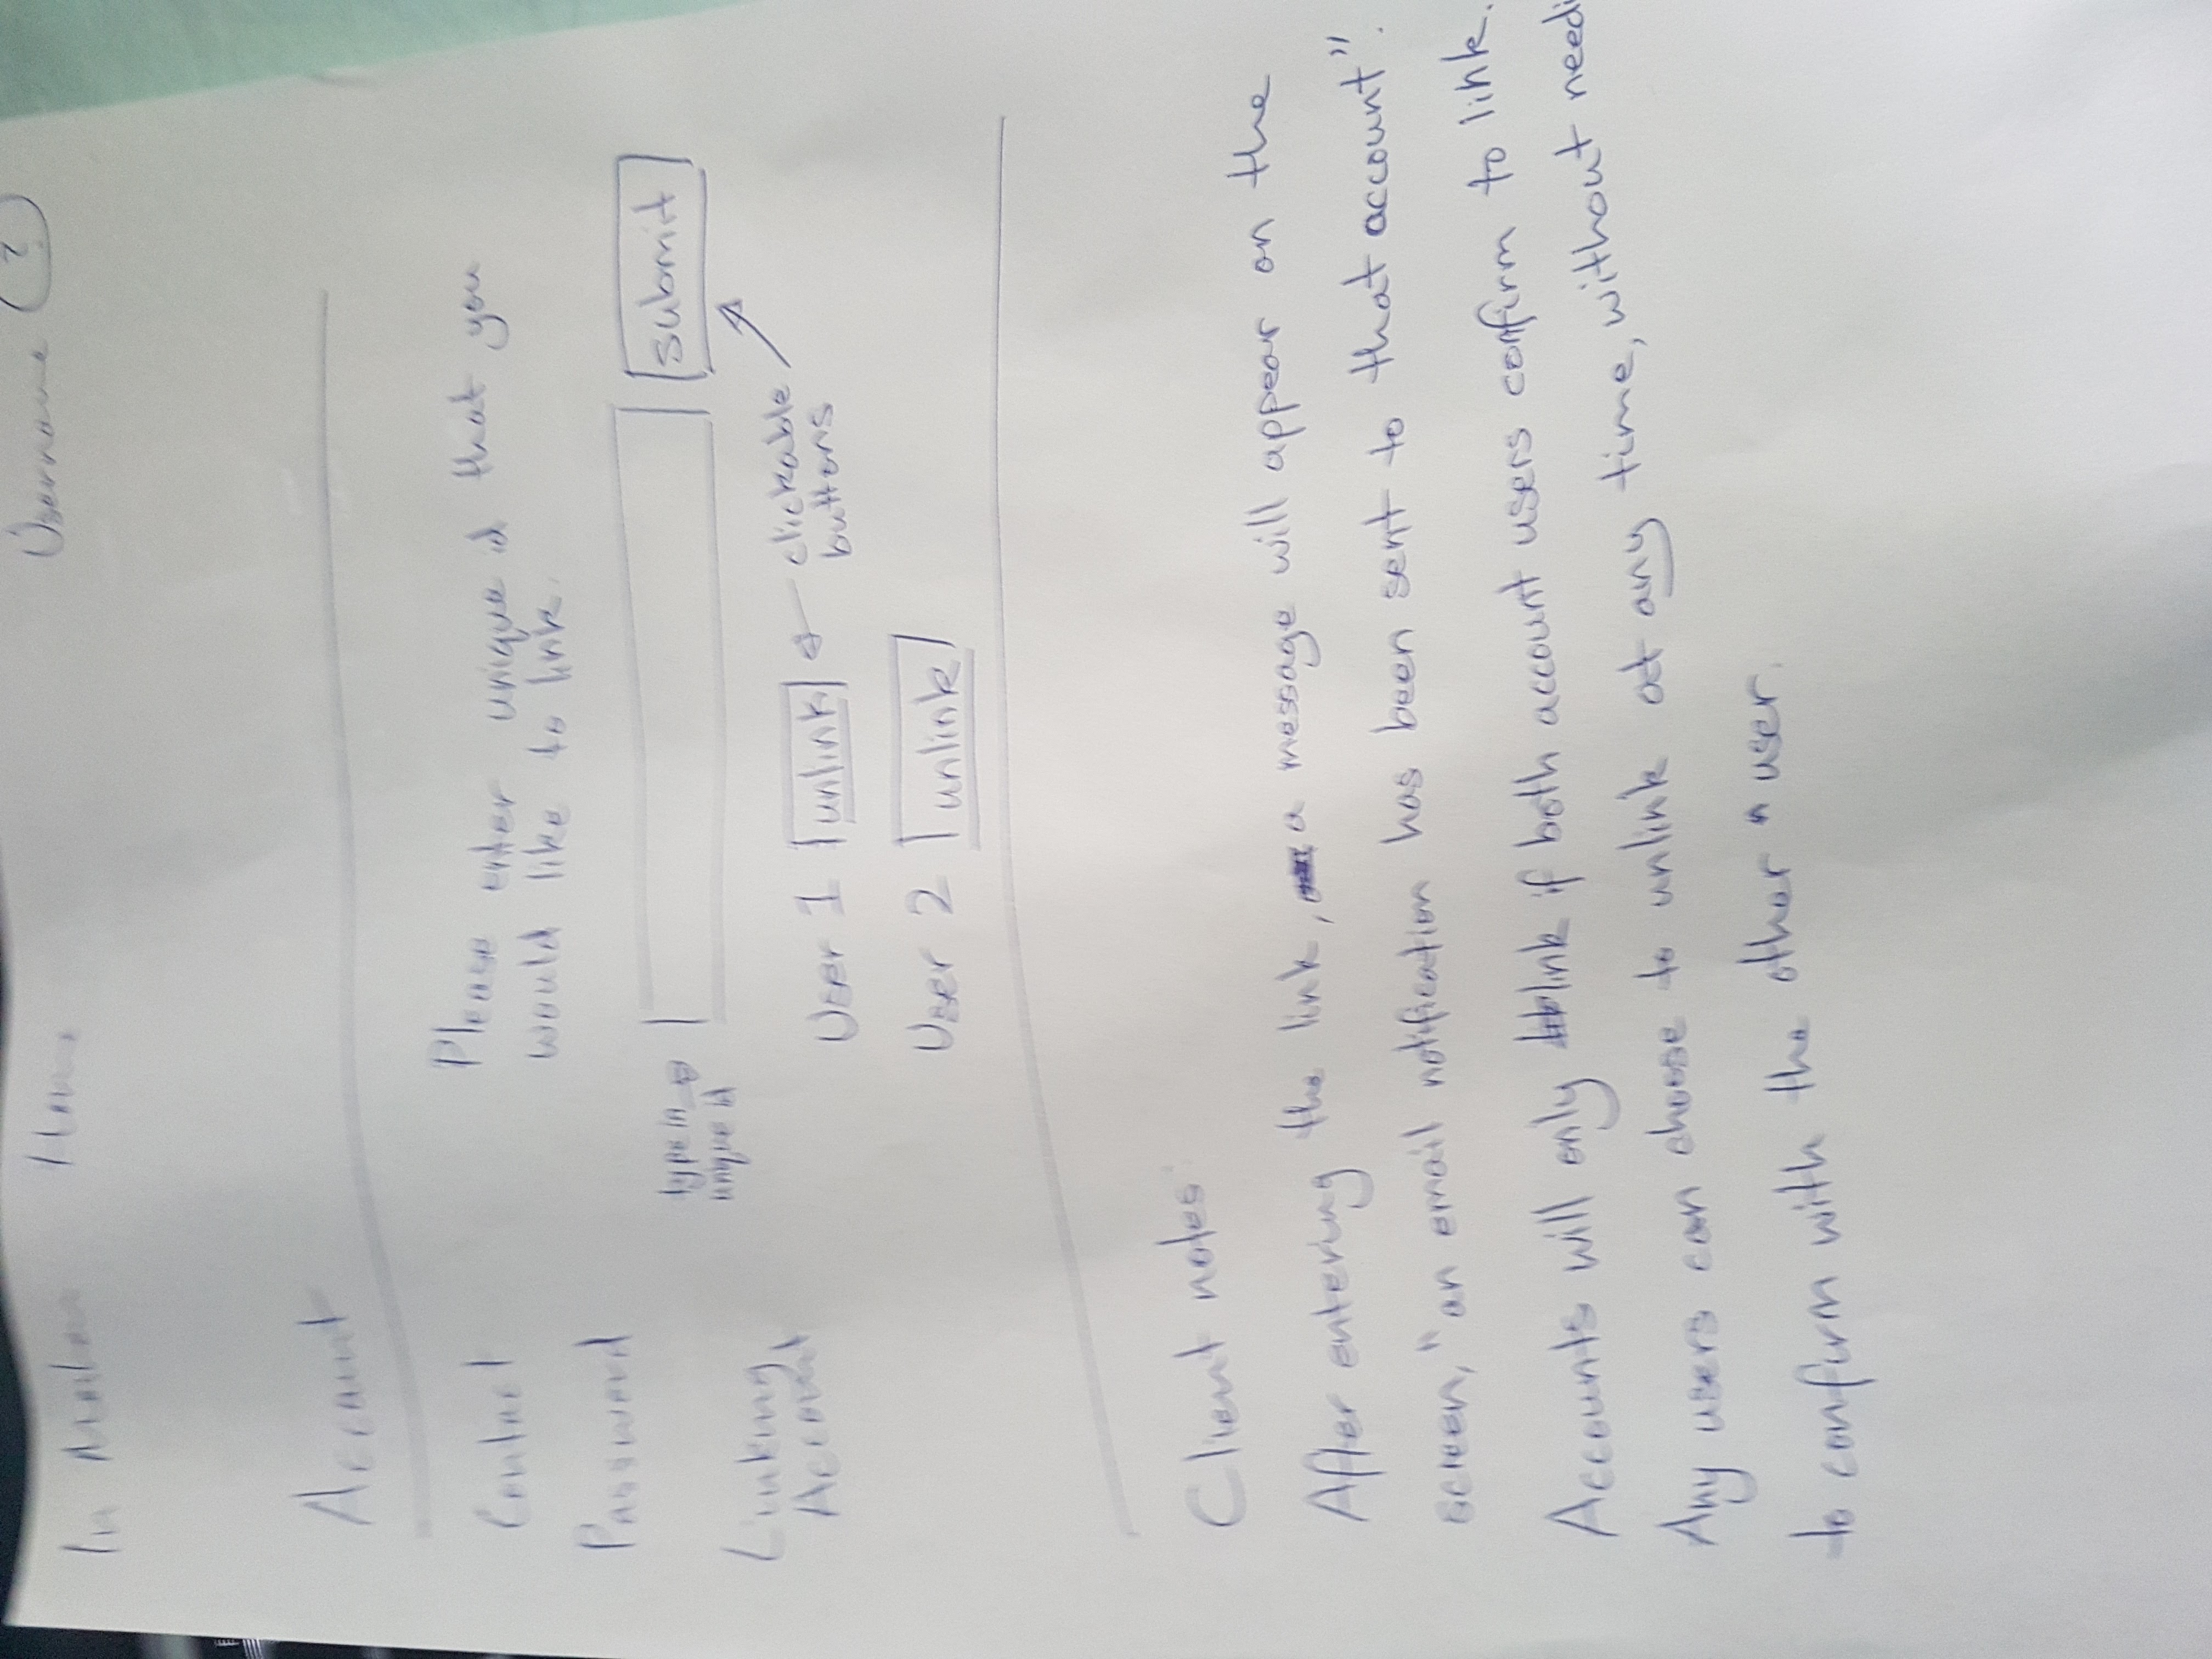 In Home Username ?
Account
Contact
Please enter unique id that you
would like to link.
Password
type in
unique id
submit
Linking
Account
User 1 unlink
clickable
buttons
User 2 unlink
Client notes:
After entering the link, a message will appear on the
screen, "an email notification has been sent to that account".
Accounts will only link if both account users confirm to link.
Any users can choose to unlink at any time, without needi
to confirm with the other user.